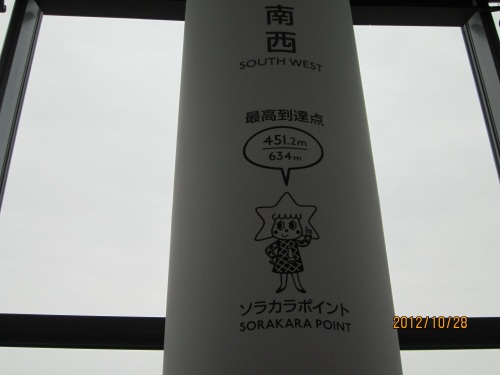 南
西
SOUTH WEST
最高到達点
451.2m
634m
ソラカラポイント
SORAKARA POINT
2012/10/28